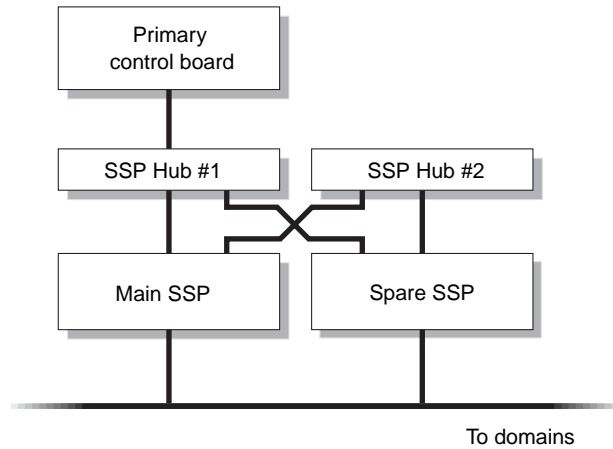 Primary
control board
SSP Hub #1
SSP Hub #2
Main SSP
Spare SSP
To domains